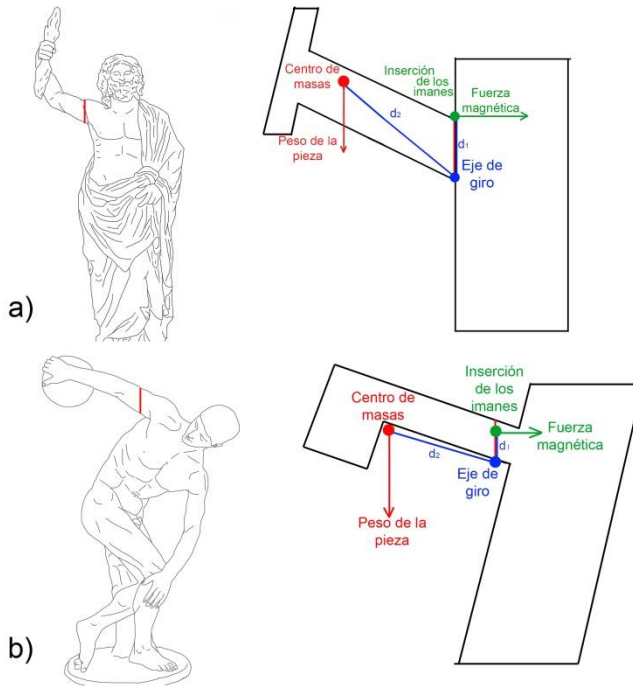 Centro de
masas
Inserción
de los
imanes
Fuerza
magnética
d₂
Peso de la
pieza
d₁
Eje de
giro
a)
Inserción
de los
imanes
Centro de
masas
Fuerza
magnética
d₁
d₂
Eje de
giro
Peso de la
pieza
b)